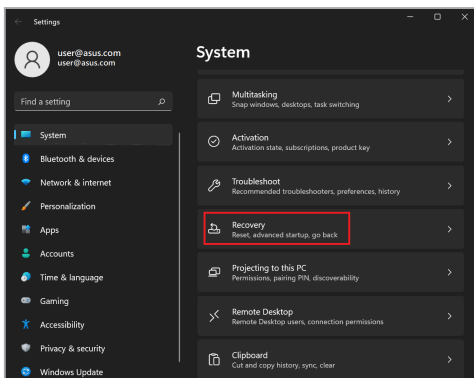 Settings
user@asus.com
user@asus.com
Find a setting
System
Bluetooth & devices
Network & internet
Personalization
Apps
Accounts
Time & language
Gaming
Accessibility
Privacy & security
Windows Update
System
Multitasking
Snap windows, desktops, task switching
Activation
Activation state, subscriptions, product key
Troubleshoot
Recommended troubleshooters, preferences, history
Recovery
Reset, advanced startup, go back
Projecting to this PC
Permissions, pairing PIN, discoverability
Remote Desktop
Remote Desktop users, connection permissions
Clipboard
Cut and copy history, sync, clear